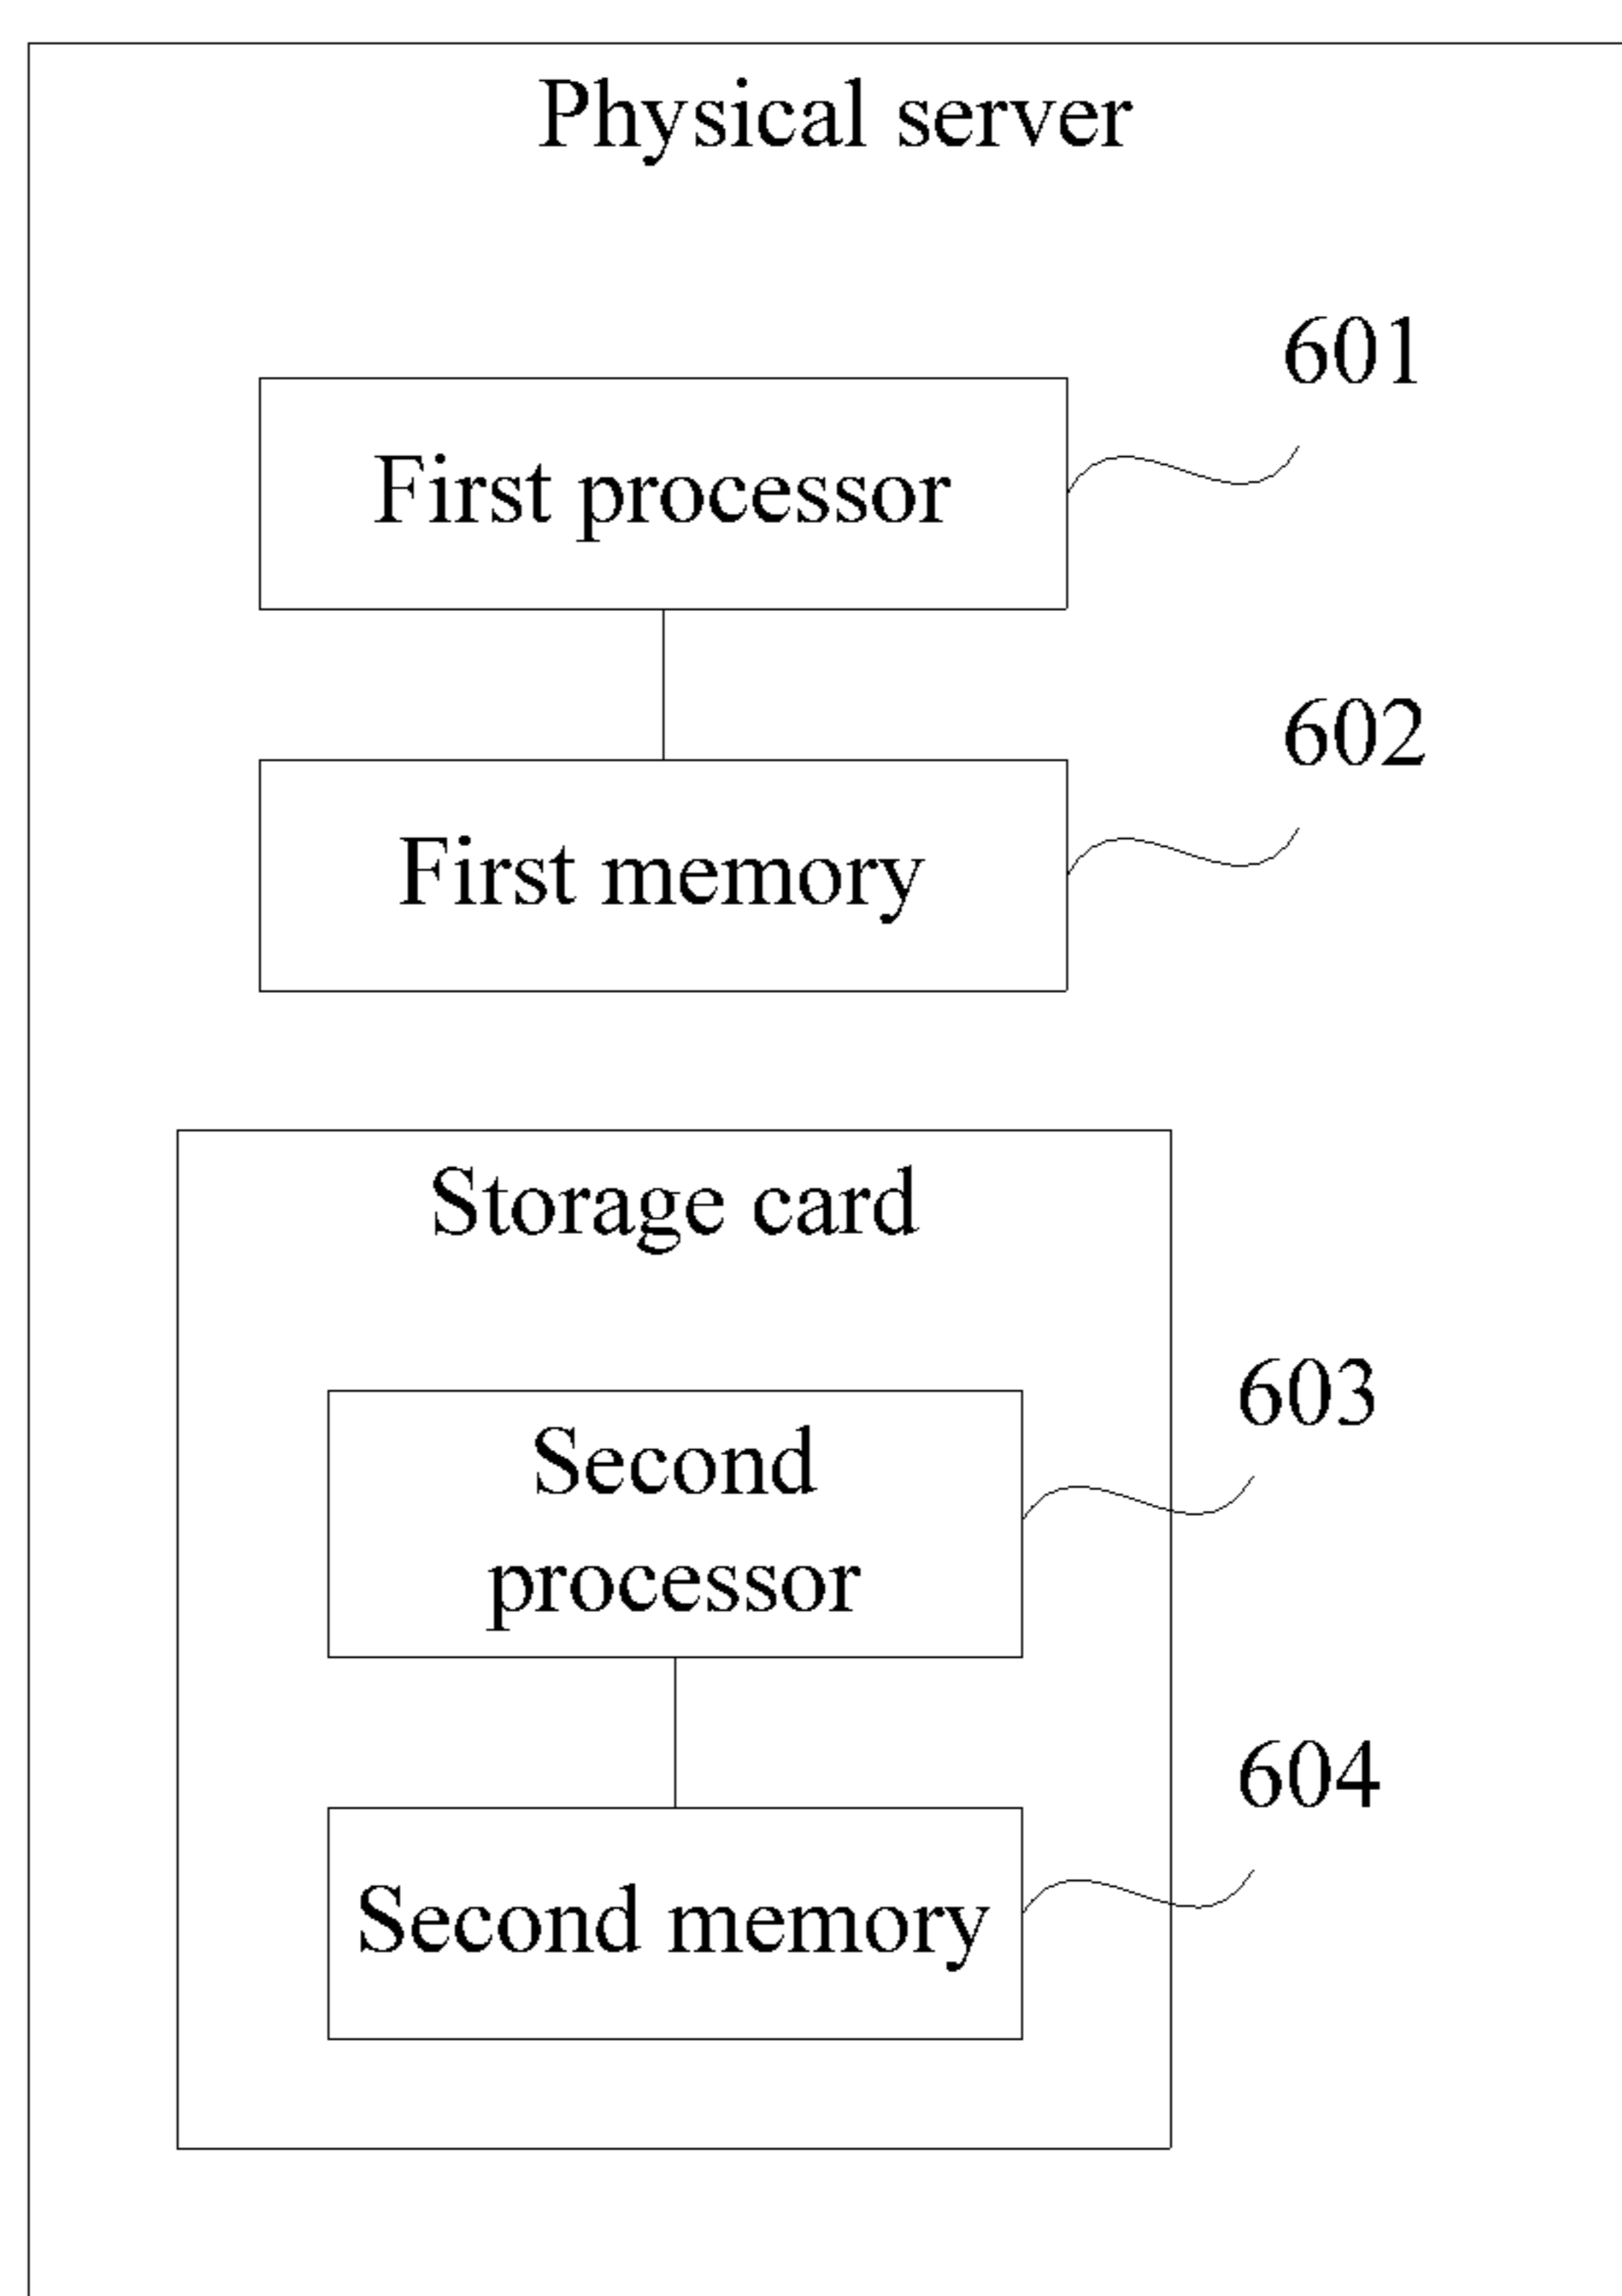 Physical server
601
First processor
602
First memory
Storage card
603
Second
processor
604
Second memory